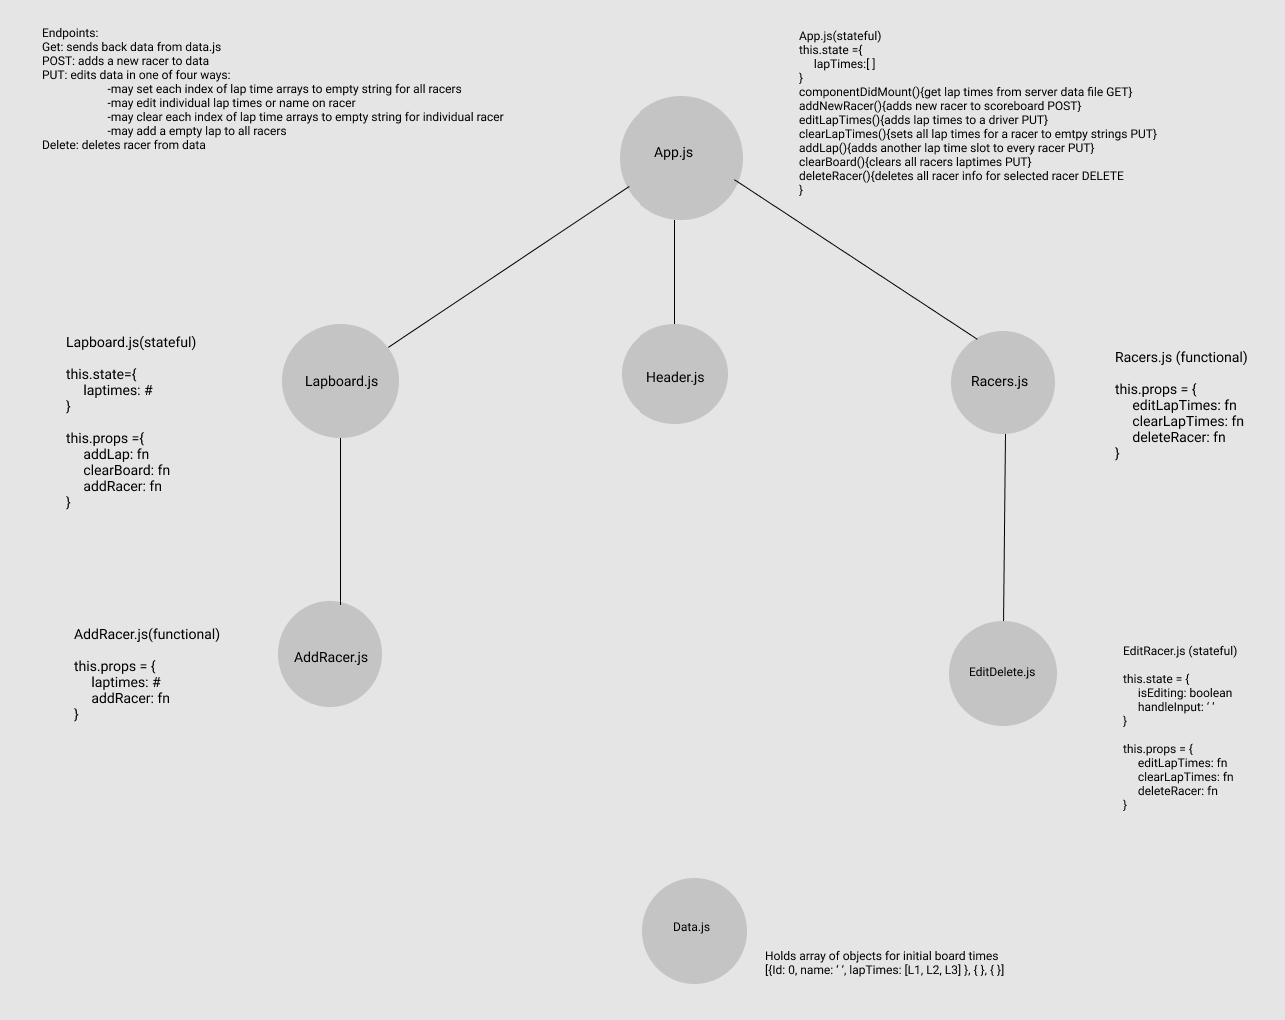 Endpoints:
Get: sends back data from data.js
POST: adds a new racer to data
PUT: edits data in one of four ways:
-may set each index of lap time arrays to empty string for all racers
-may edit individual lap times or name on racer
-may clear each index of lap time arrays to empty string for individual racer
-may add a empty lap to all racers
Delete: deletes racer from data
App.js(stateful)
this.state ={
lapTimes:[ ]
}
componentDidMount(){get lap times from server data file GET}
addNewRacer(){adds new racer to scoreboard POST}
editLapTimes(){adds lap times to a driver PUT}
clearLapTimes(){sets all lap times for a racer to emtpy strings PUT}
addLap(){adds another lap time slot to every racer PUT}
clearBoard(){clears all racers laptimes PUT}
deleteRacer(){deletes all racer info for selected racer DELETE
}
App.js
Lapboard.js(stateful)
this.state={
laptimes: #
}
this.props ={
addLap: fn
clearBoard: fn
addRacer: fn
}
Lapboard.js
Header.js
Racers.js
Racers.js (functional)
this.props = {
editLapTimes: fn
clearLapTimes: fn
deleteRacer: fn
}
AddRacer.js(functional)
this.props = {
laptimes: #
addRacer: fn
}
AddRacer.js
EditDelete.js
EditRacer.js (stateful)
this.state = {
isEditing: boolean
handleInput: ‘ ‘
}
this.props = {
editLapTimes: fn
clearLapTimes: fn
deleteRacer: fn
}
Data.js
Holds array of objects for initial board times
[{Id: 0, name: ‘ ‘, lapTimes: [L1, L2, L3] }, { }, { }]